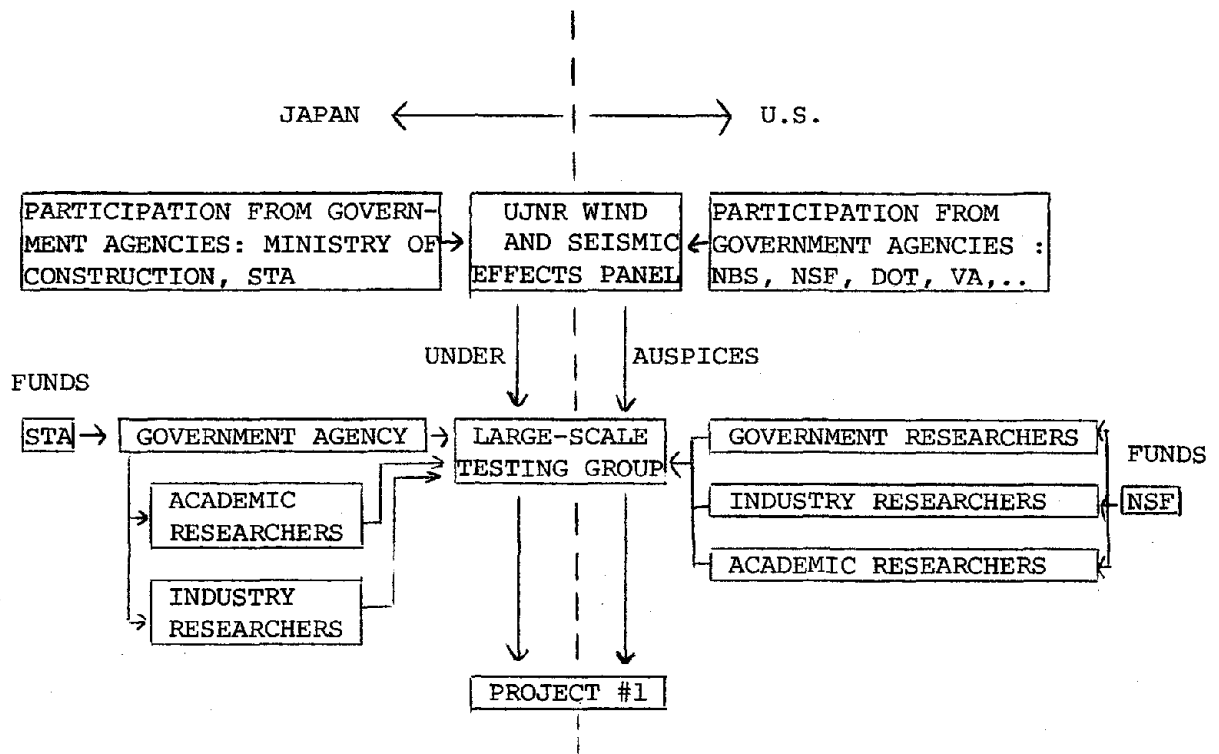 JAPAN
U.S.
PARTICIPATION FROM GOVERN-
MENT AGENCIES: MINISTRY OF
CONSTRUCTION, STA
UJNR WIND
AND SEISMIC
EFFECTS PANEL
PARTICIPATION FROM
GOVERNMENT AGENCIES :
NBS, NSF, DOT, VA,..
UNDER
AUSPICES
FUNDS
STA
GOVERNMENT AGENCY
LARGE-SCALE
TESTING GROUP
GOVERNMENT RESEARCHERS
FUNDS
ACADEMIC
RESEARCHERS
INDUSTRY RESEARCHERS
NSF
ACADEMIC RESEARCHERS
INDUSTRY
RESEARCHERS
PROJECT #1